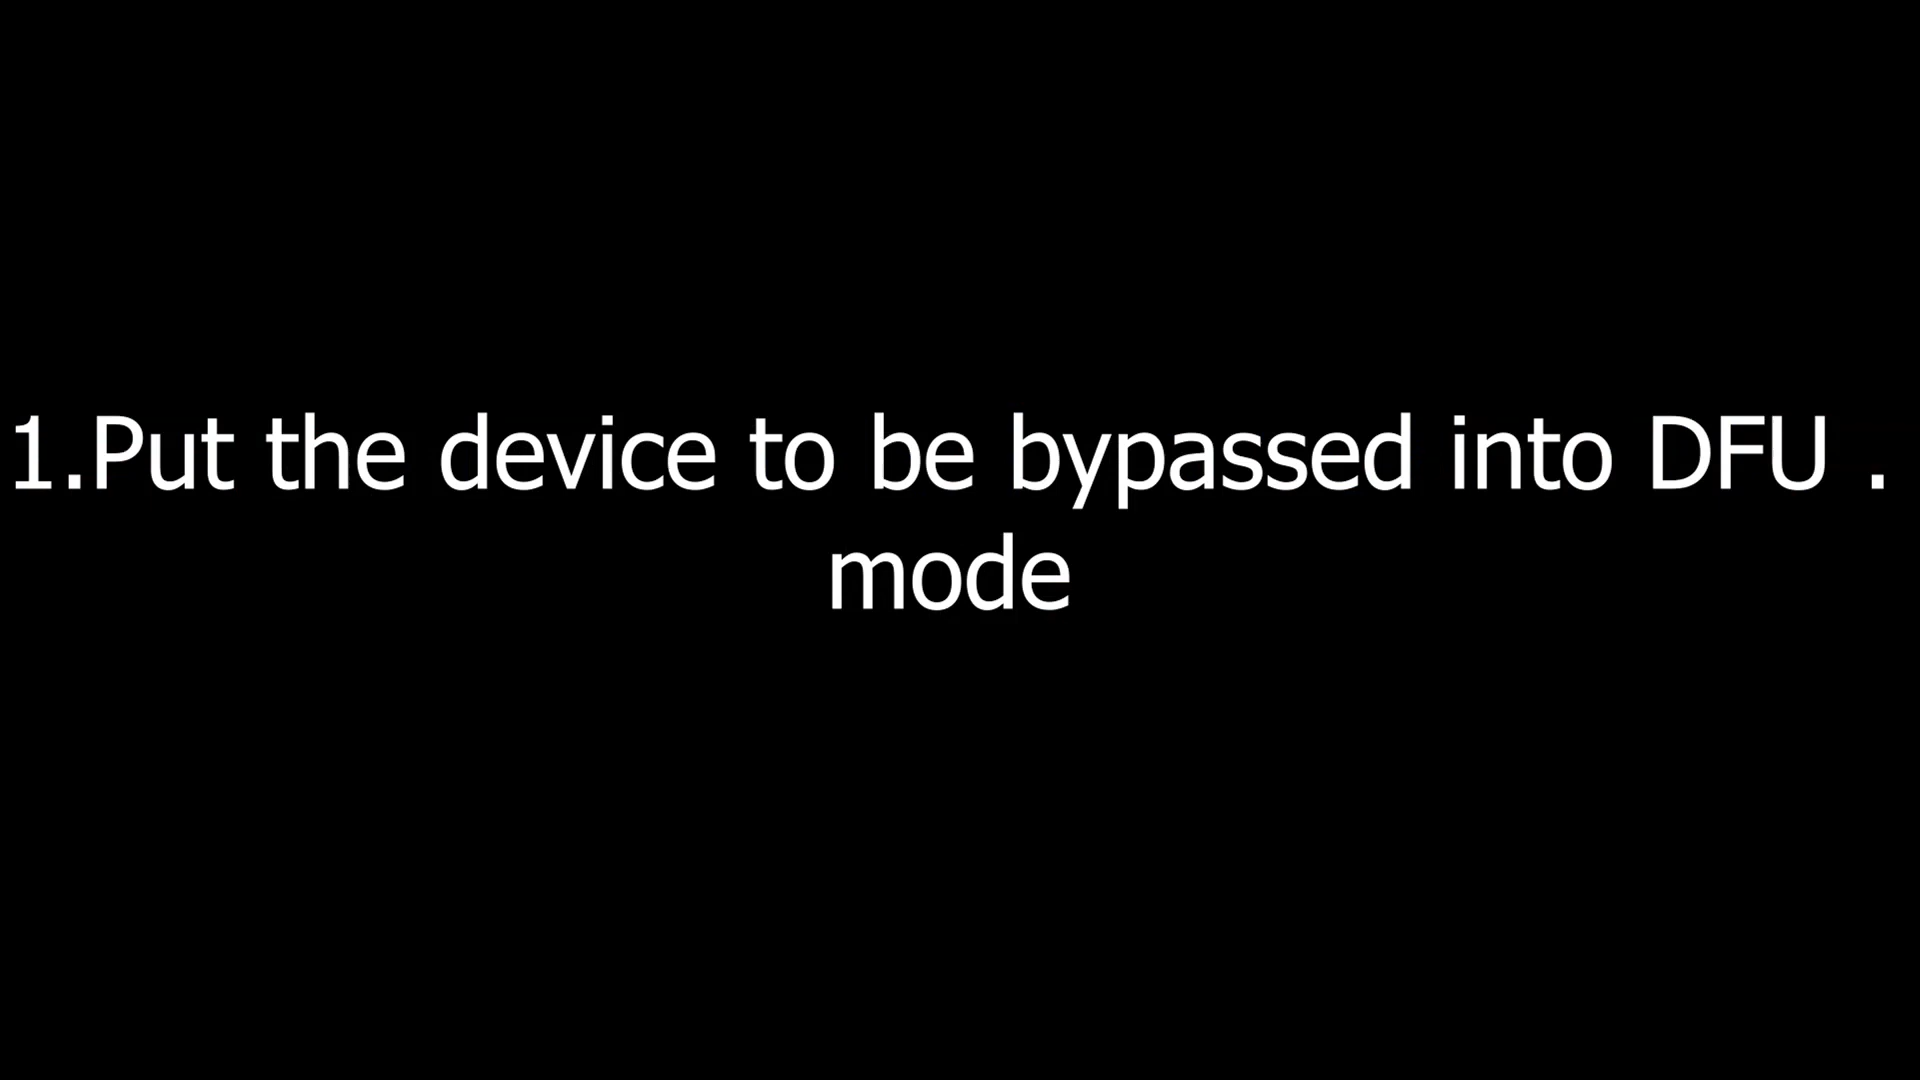 1.Put the device to be bypassed into DFU .
mode